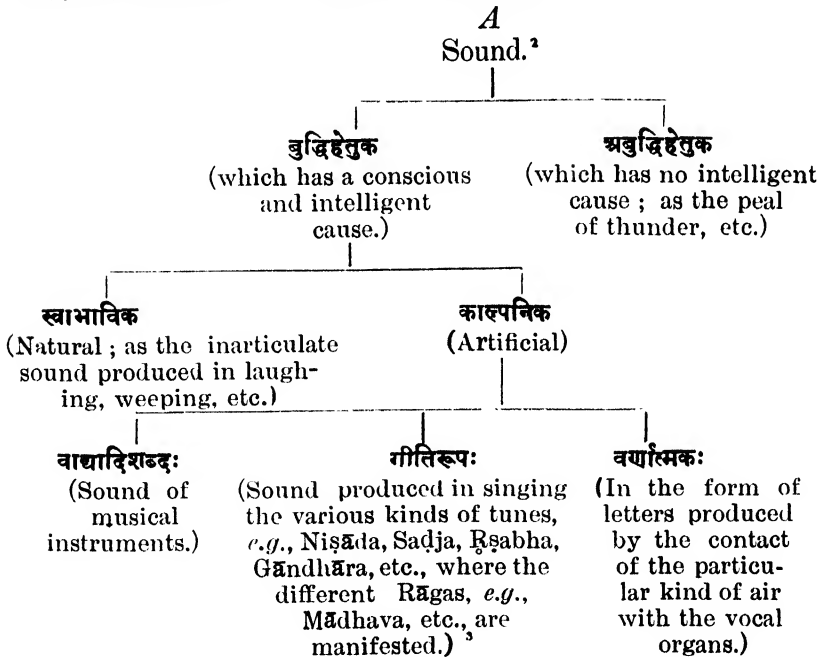 A
Sound.²
बुद्धिहेतुक
(which has a conscious
and intelligent
cause.)
अबुद्धिहेतुक
(which has no intelligent
cause ; as the peal
of thunder, etc.)
स्वाभाविक
(Natural ; as the inarticulate
sound produced in laugh-
ing, weeping, etc.)
काल्पनिक
(Artificial)
वाद्यादिशब्दः
(Sound of
musical
instruments.)
गीतिरूपः
(Sound produced in singing
the various kinds of tunes,
e.g., Niṣāda, Sadja, Ṛṣabha,
Gāndhāra, etc., where the
different Rāgas, e.g.,
Mādhava, etc., are
manifested.) ³
वर्णात्मकः
(In the form of
letters produced
by the contact
of the particu-
lar kind of air
with the vocal
organs.)